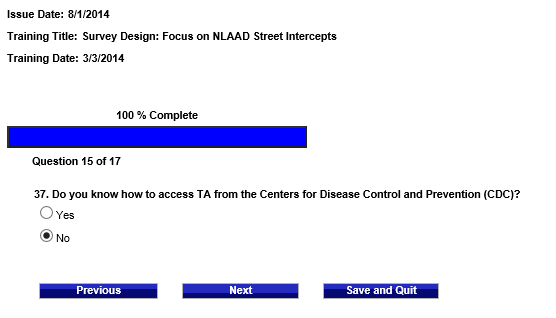 Issue Date: 8/1/2014
Training Title: Survey Design: Focus on NLAAD Street Intercepts
Training Date: 3/3/2014
100 % Complete
Question 15 of 17
37. Do you know how to access TA from the Centers for Disease Control and Prevention (CDC)?
Yes
No
Previous Next Save and Quit